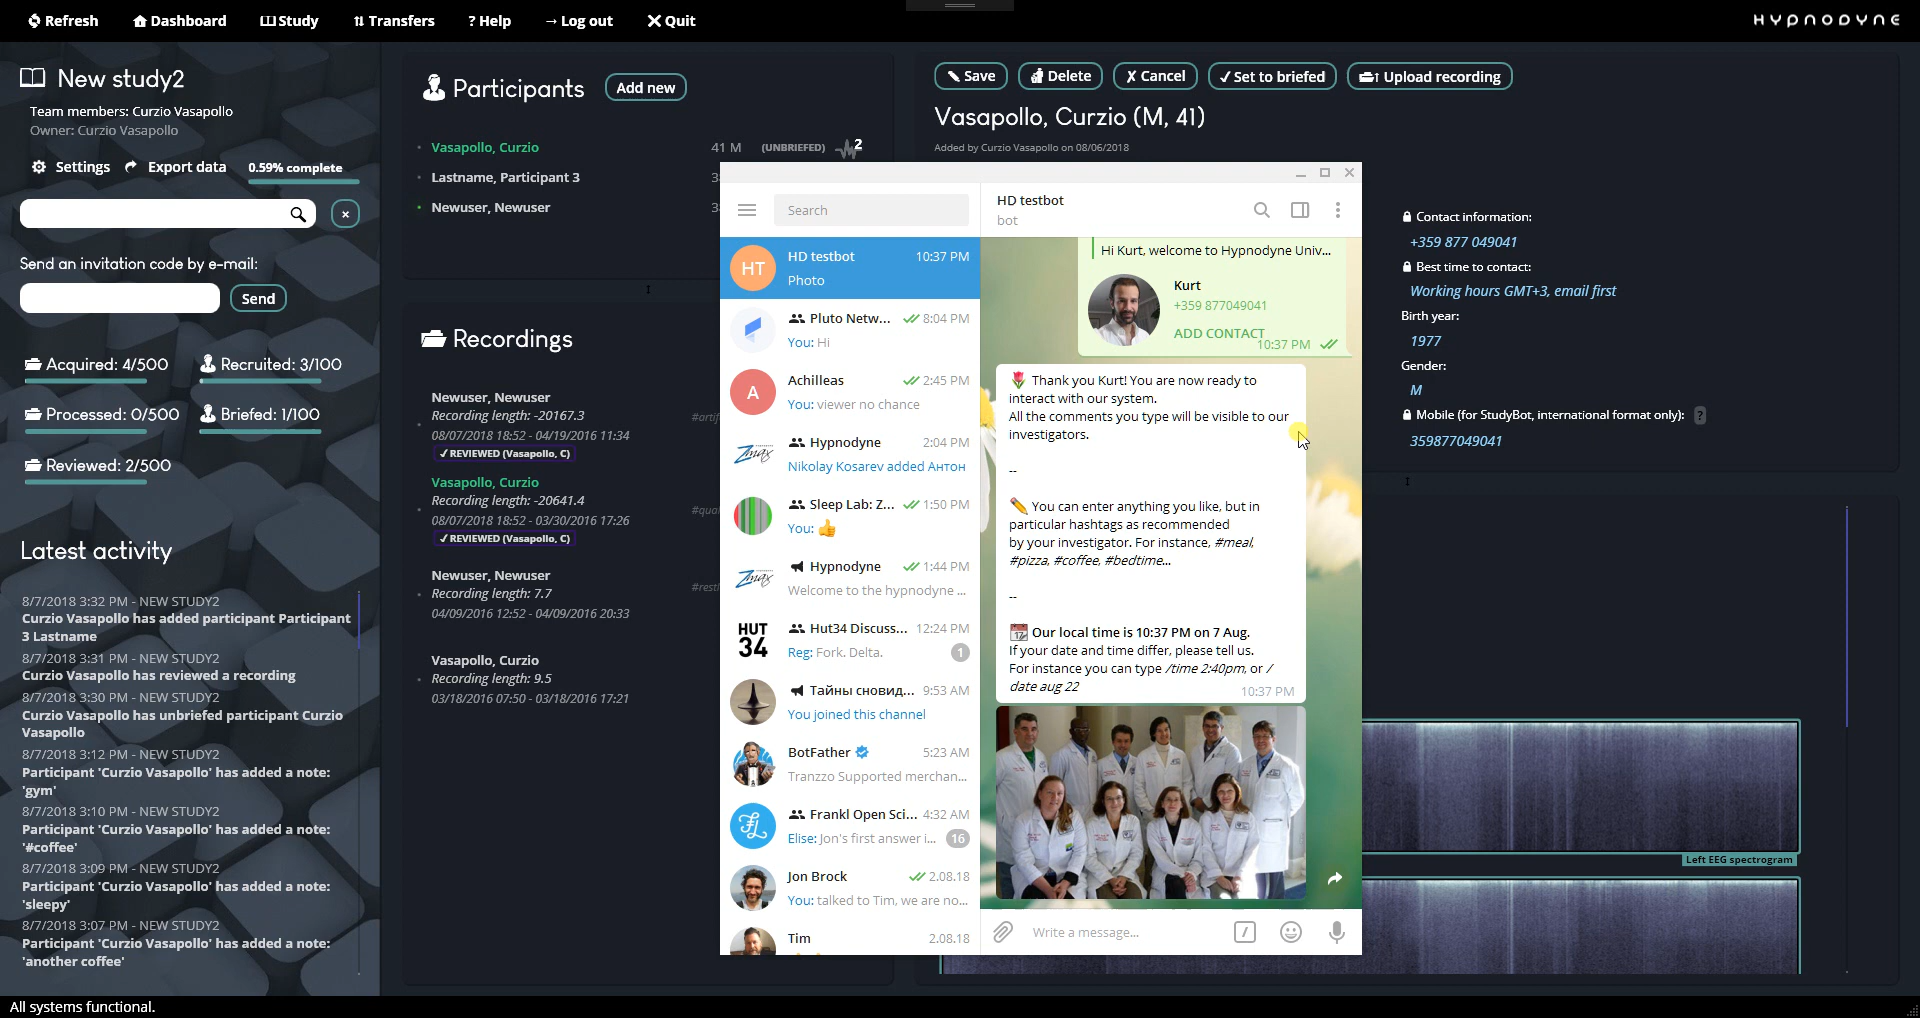 Refresh
Dashboard
Study
Transfers
? Help
→ Log out
Quit
HYPNODYNE
New study2
Team members: Curzio Vasapollo
Owner: Curzio Vasapollo
Settings
Export data
0.59% complete
×
Send an invitation code by e-mail:
Send
Acquired: 4/500
Recruited: 3/100
Processed: 0/500
Briefed: 1/100
Reviewed: 2/500
Latest activity
8/7/2018 3:32 PM - NEW STUDY2
Curzio Vasapollo has added participant Participant
3 Lastname
8/7/2018 3:31 PM - NEW STUDY2
Curzio Vasapollo has reviewed a recording
8/7/2018 3:30 PM - NEW STUDY2
Curzio Vasapollo has unbriefed participant Curzio
Vasapollo
8/7/2018 3:12 PM - NEW STUDY2
Participant 'Curzio Vasapollo' has added a note:
'gym'
8/7/2018 3:10 PM - NEW STUDY2
Participant 'Curzio Vasapollo' has added a note:
'#coffee'
8/7/2018 3:09 PM - NEW STUDY2
Participant 'Curzio Vasapollo' has added a note:
'sleepy'
8/7/2018 3:07 PM - NEW STUDY2
Participant 'Curzio Vasapollo' has added a note:
'another coffee'
All systems functional.
Participants
Add new
Vasapollo, Curzio
41 M
(UNBRIEFED)
2
Lastname, Participant 3
Newuser, Newuser
Recordings
Newuser, Newuser
Recording length: -20167.3
08/07/2018 18:52 - 04/19/2016 11:34
✓REVIEWED (Vasapollo, C)
Vasapollo, Curzio
Recording length: -20641.4
08/07/2018 18:52 - 03/30/2016 17:26
✓REVIEWED (Vasapollo, C)
Newuser, Newuser
Recording length: 7.7
04/09/2016 12:52 - 04/09/2016 20:33
Vasapollo, Curzio
Recording length: 9.5
03/18/2016 07:50 - 03/18/2016 17:21
Save
Delete
✗ Cancel
✓ Set to briefed
Upload recording
Vasapollo, Curzio (M, 41)
Added by Curzio Vasapollo on 08/06/2018
Contact information:
+359 877 049041
Best time to contact:
Working hours GMT+3, email first
Birth year:
1977
Gender:
M
Mobile (for StudyBot, international format only): ?
359877049041
Left EEG spectrogram
Search
HT
HD testbot
10:37 PM
Photo
Pluto Netw...
8:04 PM
You: Hi
A
Achilleas
2:45 PM
You: viewer no chance
Zmax
Hypnodyne
2:04 PM
Nikolay Kosarev added Антон
Sleep Lab: Z...
1:50 PM
You: 👍
Zmax
Hypnodyne
1:44 PM
Welcome to the hypnodyne ...
HUT
34
Hut34 Discuss...
12:24 PM
Reg: Fork. Delta.
1
Тайны сновид...
9:53 AM
You joined this channel
BotFather
5:23 AM
Tranzzo Supported merchan...
Frankl Open Sci...
4:32 AM
Elise: Jon's first answer i...
16
Jon Brock
2.08.18
You: talked to Tim, we are no...
Tim
2.08.18
HD testbot
bot
Hi Kurt, welcome to Hypnodyne Univ...
Kurt
+359 877049041
ADD CONTACT
10:37 PM
🌷 Thank you Kurt! You are now ready to
interact with our system.
All the comments you type will be visible to our
investigators.
--
✏️ You can enter anything you like, but in
particular hashtags as recommended
by your investigator. For instance, #meal,
#pizza, #coffee, #bedtime...
--
📅 Our local time is 10:37 PM on 7 Aug.
If your date and time differ, please tell us.
For instance you can type /time 2:40pm, or /
date aug 22
10:37 PM
Write a message...
/